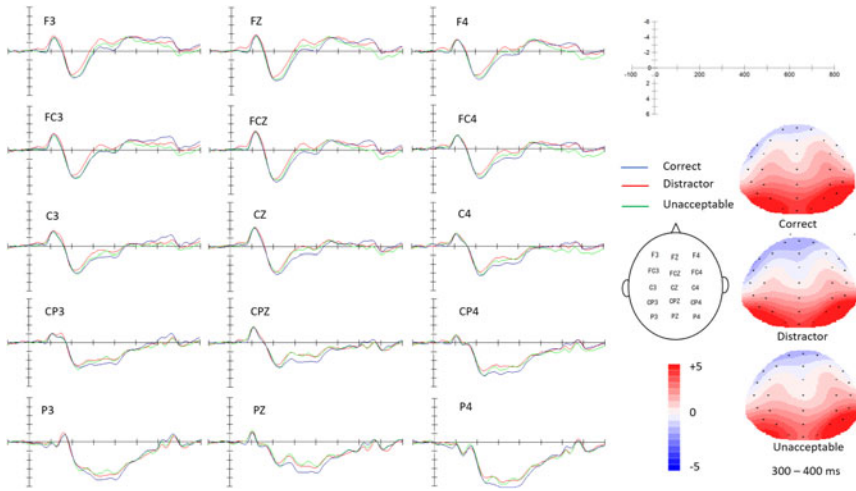 F3
FZ
F4
-6
-4
-2
0
2
4
6
-100
0
200
400
600
800
FC3
FCZ
FC4
Correct
Distractor
Unacceptable
Correct
C3
CZ
C4
F3 FZ F4
FC3 FCZ FC4
C3 CZ C4
CP3 CPZ CP4
P3 PZ P4
Distractor
CP3
CPZ
CP4
+5
0
-5
P3
PZ
P4
Unacceptable
300 – 400 ms